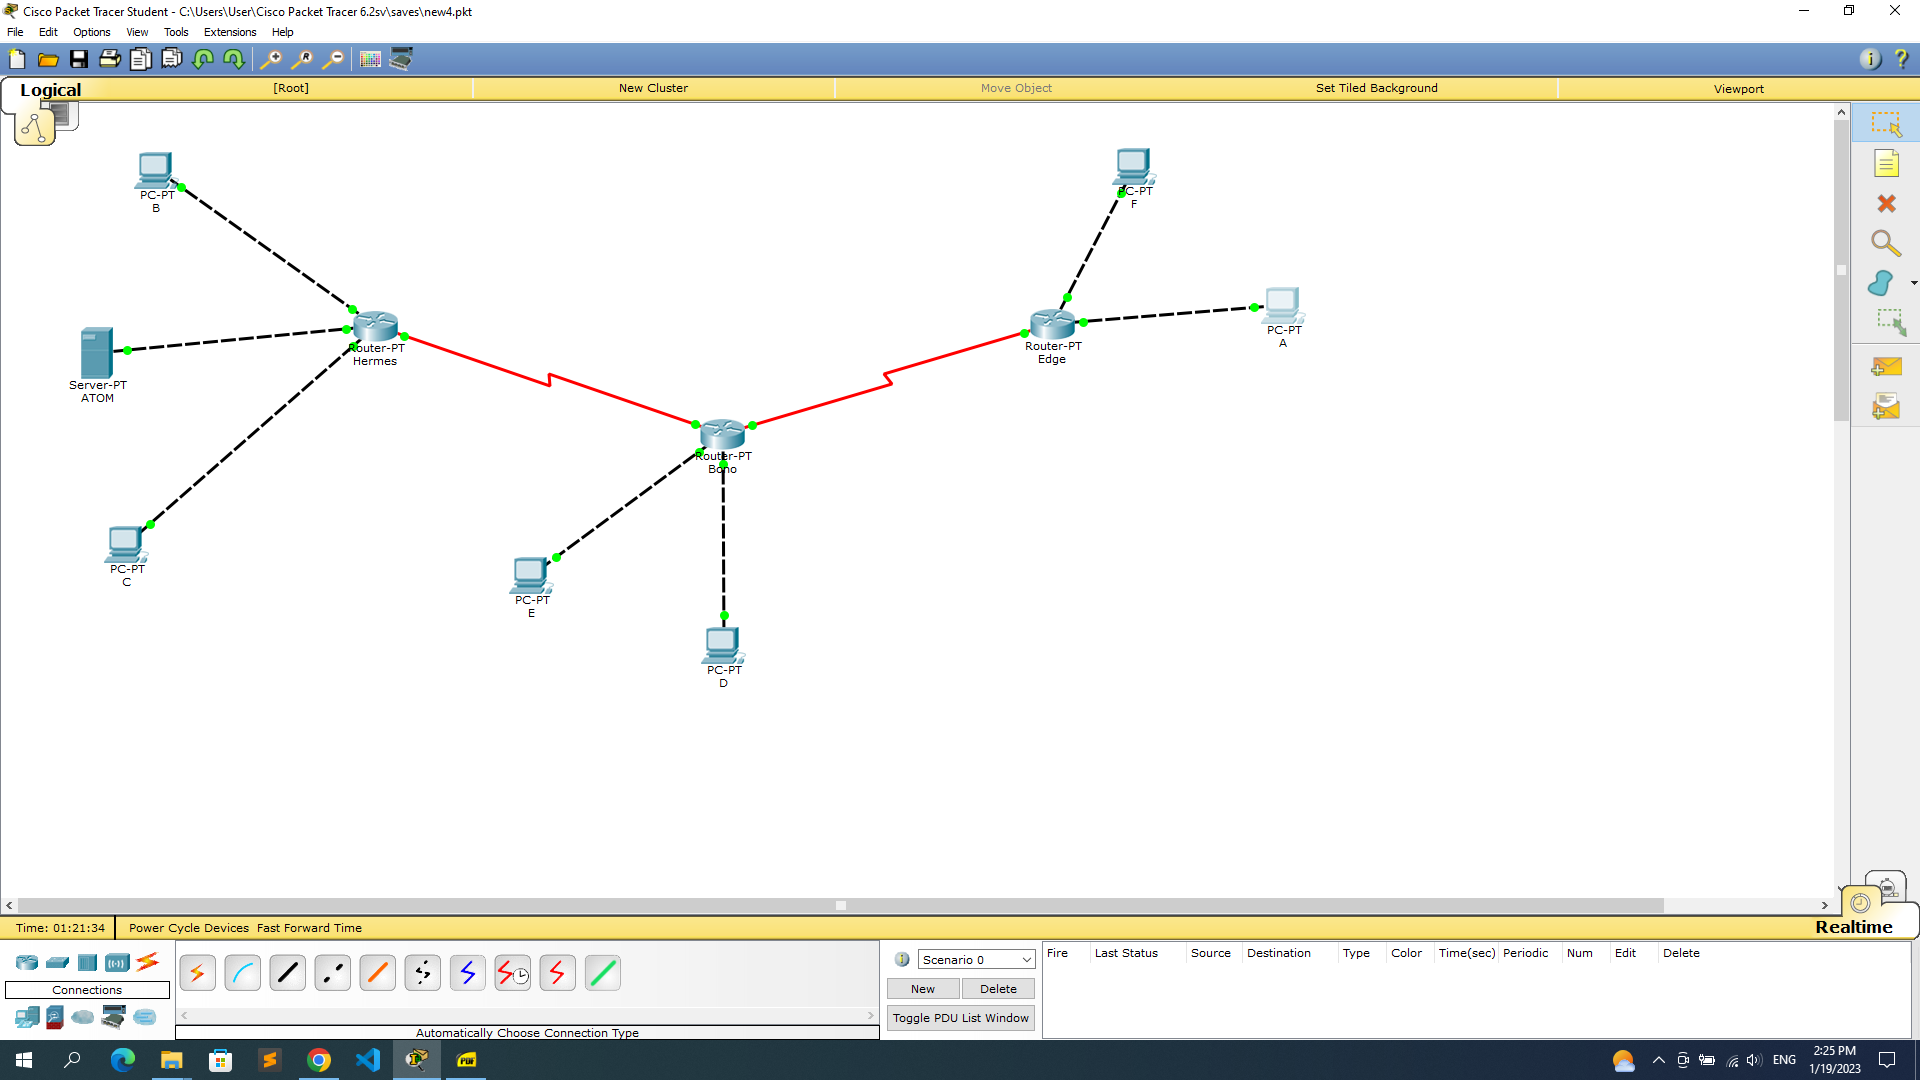 Cisco Packet Tracer Student - C:\Users\User\Cisco Packet Tracer 6.2sv\saves\new4.pkt
File Edit Options View Tools Extensions Help
Logical [Root] New Cluster Move Object Set Tiled Background Viewport
PC-PT
B
PC-PT
F
Server-PT
ATOM
Router-PT
Hermes
Router-PT
Edge
PC-PT
A
Router-PT
Bono
PC-PT
C
PC-PT
E
PC-PT
D
Time: 01:21:34 Power Cycle Devices Fast Forward Time
Realtime
Connections
Automatically Choose Connection Type
Scenario 0
New Delete
Toggle PDU List Window
Fire Last Status Source Destination Type Color Time(sec) Periodic Num Edit Delete
PDF
ENG
2:25 PM
1/19/2023